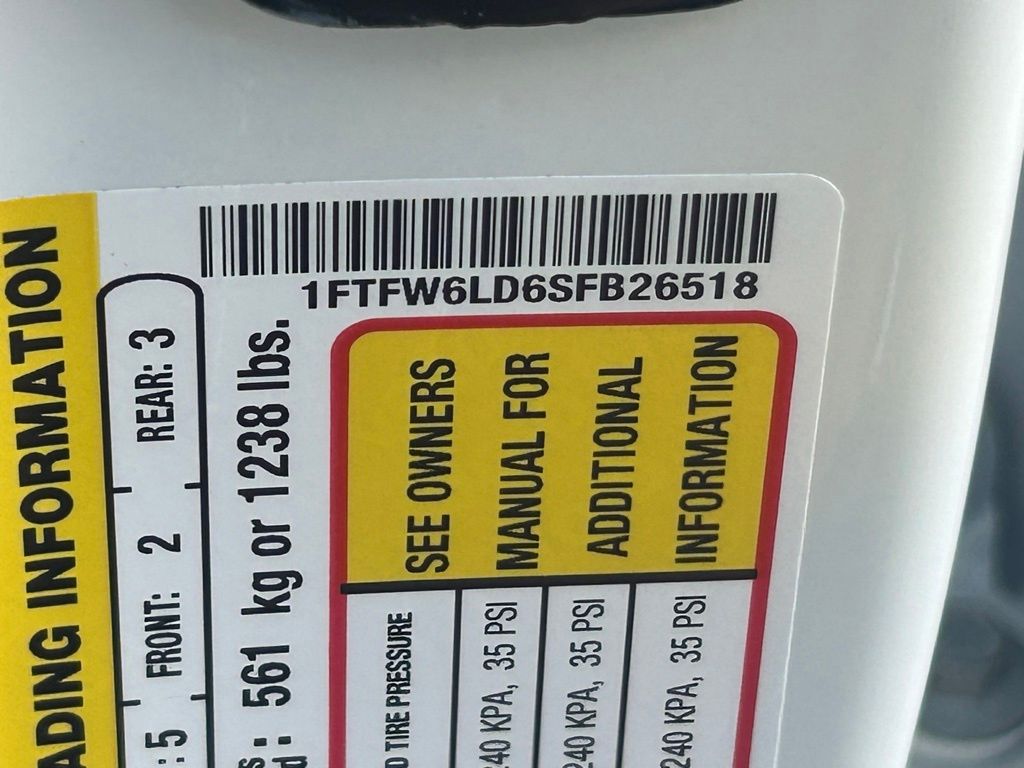 1FTFW6LD6SFB26518
ADING INFORMATION
: 5 FRONT: 2 REAR: 3
s
d : 561 kg or 1238 lbs.
D TIRE PRESSURE SEE OWNERS
240 KPA, 35 PSI MANUAL FOR
240 KPA, 35 PSI ADDITIONAL
240 KPA, 35 PSI INFORMATION